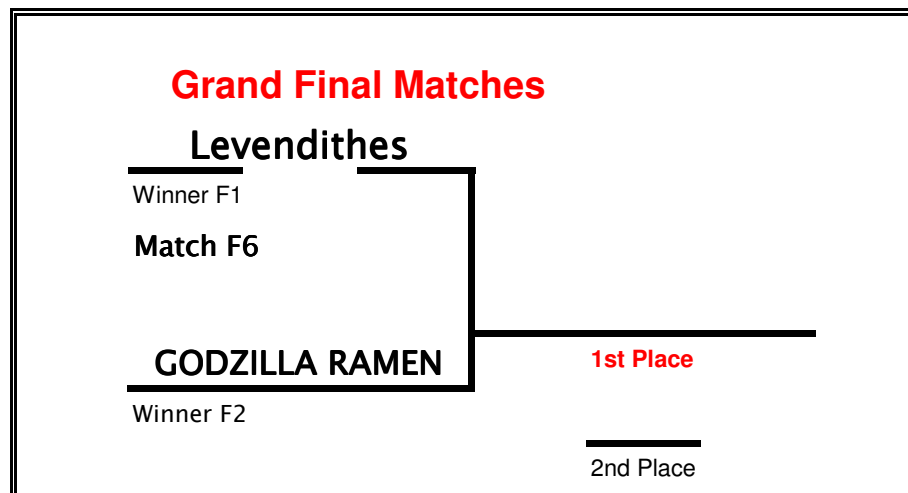 Grand Final Matches
Levendithes
Winner F1
Match F6
GODZILLA RAMEN
1st Place
Winner F2
2nd Place